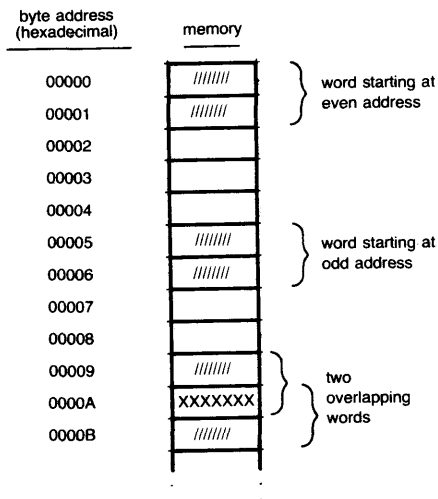 byte address
(hexadecimal)
memory
00000 //////// word starting at
even address
00001 ////////
00002
00003
00004
00005 //////// word starting at
odd address
00006 ////////
00007
00008
00009 ////////
two
overlapping
words
0000A XXXXXXX
0000B ////////